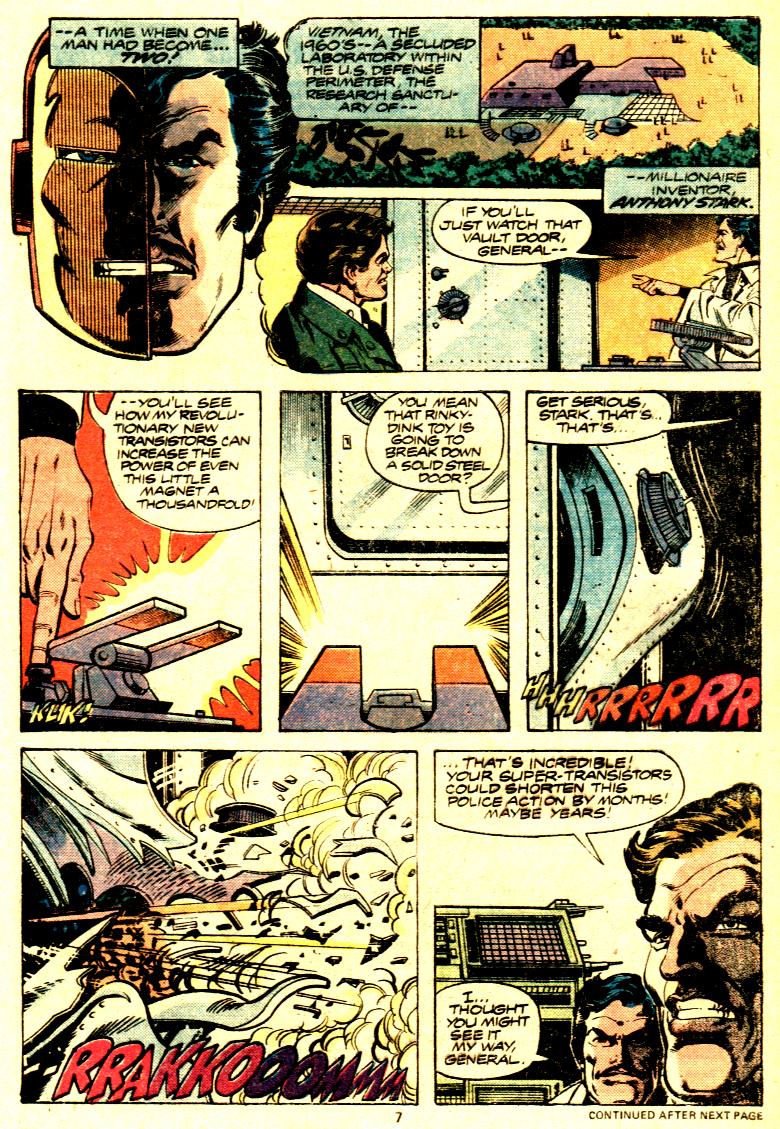 --A TIME WHEN ONE
MAN HAD BECOME...
TWO!
VIETNAM, THE
1960'S--A SECLUDED
LABORATORY WITHIN
THE U.S. DEFENSE
PERIMETER. THE
RESEARCH SANCTU-
ARY OF--
--MILLIONAIRE
INVENTOR,
ANTHONY STARK.
IF YOU'LL
JUST WATCH THAT
VAULT DOOR,
GENERAL--
--YOU'LL SEE
HOW MY REVOLU-
TIONARY NEW
TRANSISTORS CAN
INCREASE THE
POWER OF EVEN
THIS LITTLE
MAGNET A
THOUSANDFOLD!
KLIK!
YOU MEAN
THAT RINKY-
DINK TOY IS
GOING TO
BREAK DOWN
A SOLID STEEL
DOOR?
GET SERIOUS,
STARK. THAT'S...
THAT'S...
HHHRRRRRRR
RRAKKOOOMMM
...THAT'S INCREDIBLE!
YOUR SUPER-TRANSISTORS
COULD SHORTEN THIS
POLICE ACTION BY MONTHS!
MAYBE YEARS!
I...
THOUGHT
YOU MIGHT
SEE IT
MY WAY,
GENERAL.
7
CONTINUED AFTER NEXT PAGE